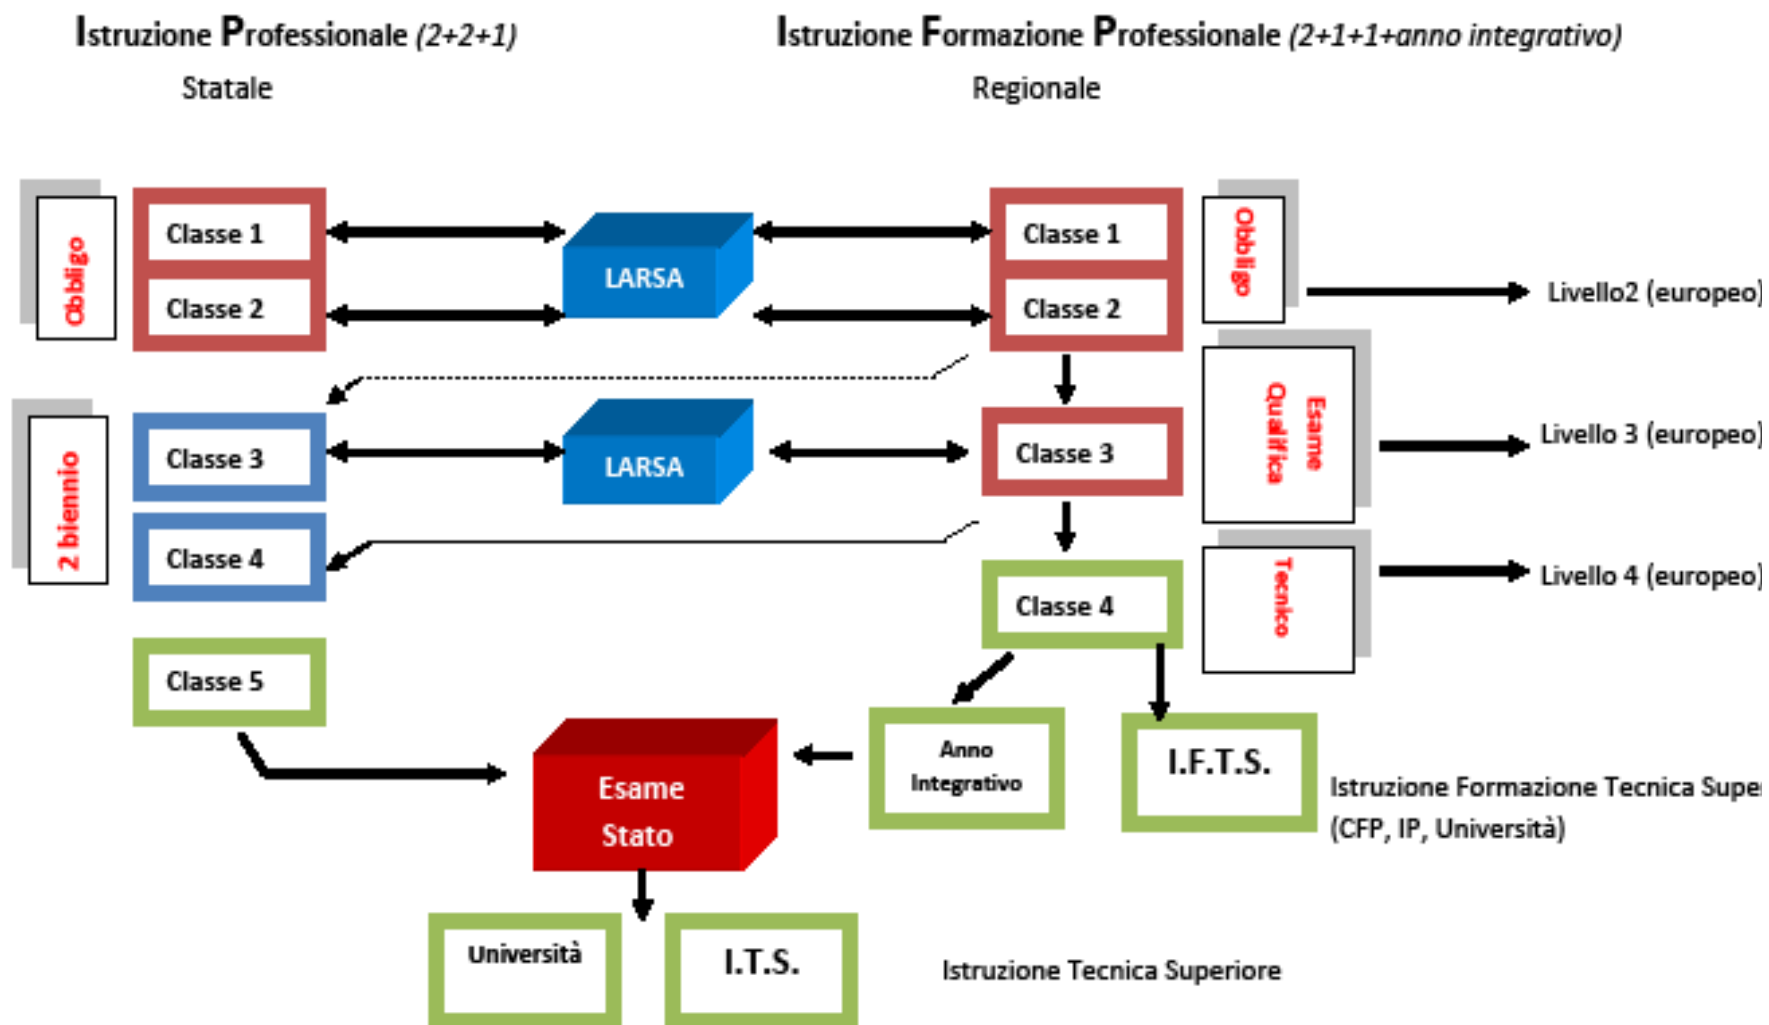 Istruzione Professionale (2+2+1)
Statale
Istruzione Formazione Professionale (2+1+1+anno integrativo)
Regionale
Obbligo
Classe 1
Classe 2
LARSA
Classe 1
Classe 2
Obbligo
Livello2 (europeo)
2 biennio
Classe 3
Classe 4
LARSA
Classe 3
Esame
Qualifica
Livello 3 (europeo)
Classe 4
Tecnico
Livello 4 (europeo)
Classe 5
Esame
Stato
Anno
Integrativo
I.F.T.S.
Istruzione Formazione Tecnica Supe
(CFP, IP, Università)
Università
I.T.S.
Istruzione Tecnica Superiore